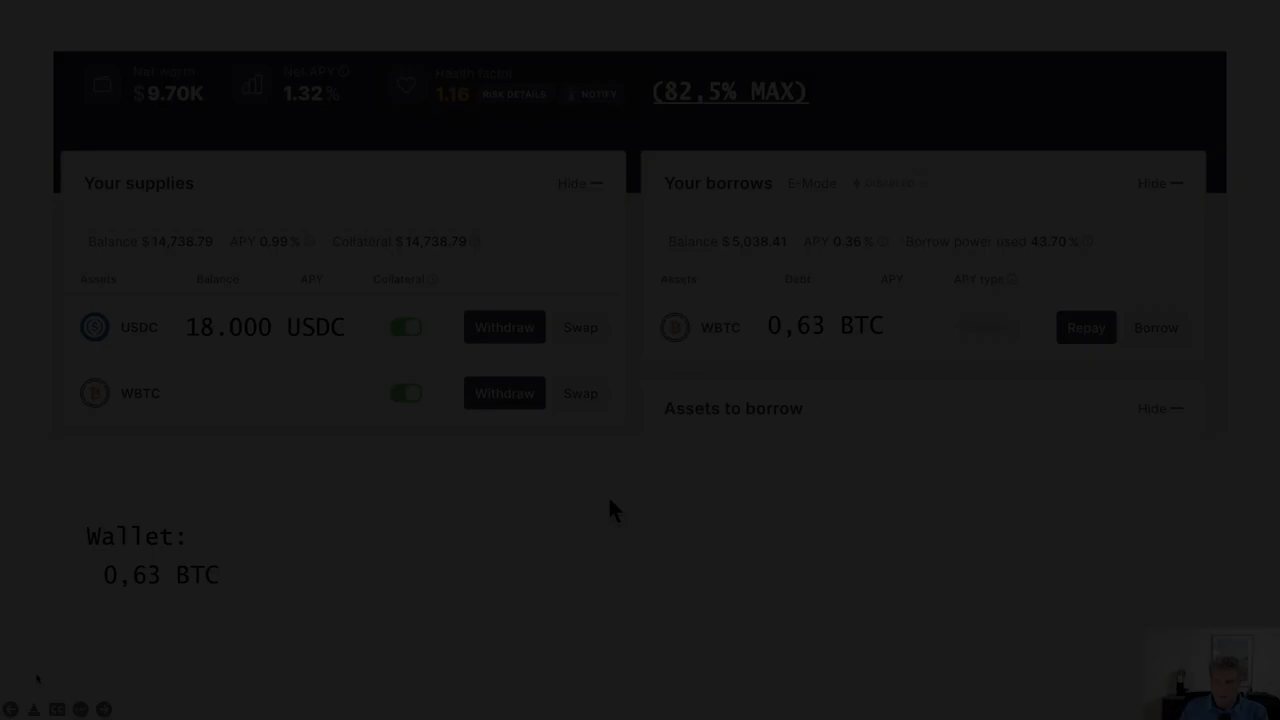 Net worth Net APY Health factor
$9.70K 1.32% 1.16 RISK DETAILS NOTIFY (82,5% MAX)
Your supplies Hide
Your borrows E-Mode DISABLED Hide
Balance $14,738.79 APY 0.99% Collateral $14,738.79
Balance $5,038.41 APY 0.36% Borrow power used 43.70%
Assets Balance APY Collateral
Assets Debt APY APY type
USDC 18.000 USDC Withdraw Swap
WBTC 0,63 BTC Repay Borrow
WBTC Withdraw Swap
Assets to borrow Hide
Wallet:
0,63 BTC